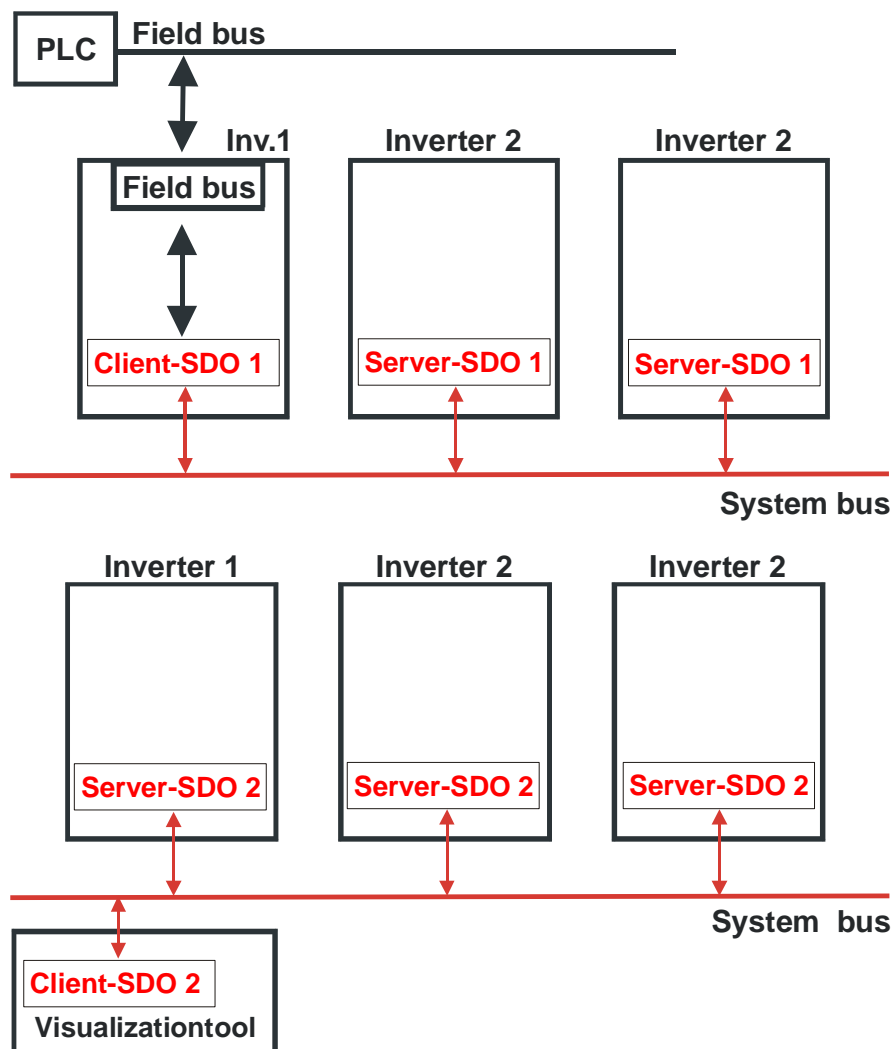 Field bus
PLC
Inv.1
Inverter 2
Inverter 2
Field bus
Client-SDO 1
Server-SDO 1
Server-SDO 1
System bus
Inverter 1
Inverter 2
Inverter 2
Server-SDO 2
Server-SDO 2
Server-SDO 2
System bus
Client-SDO 2
Visualizationtool